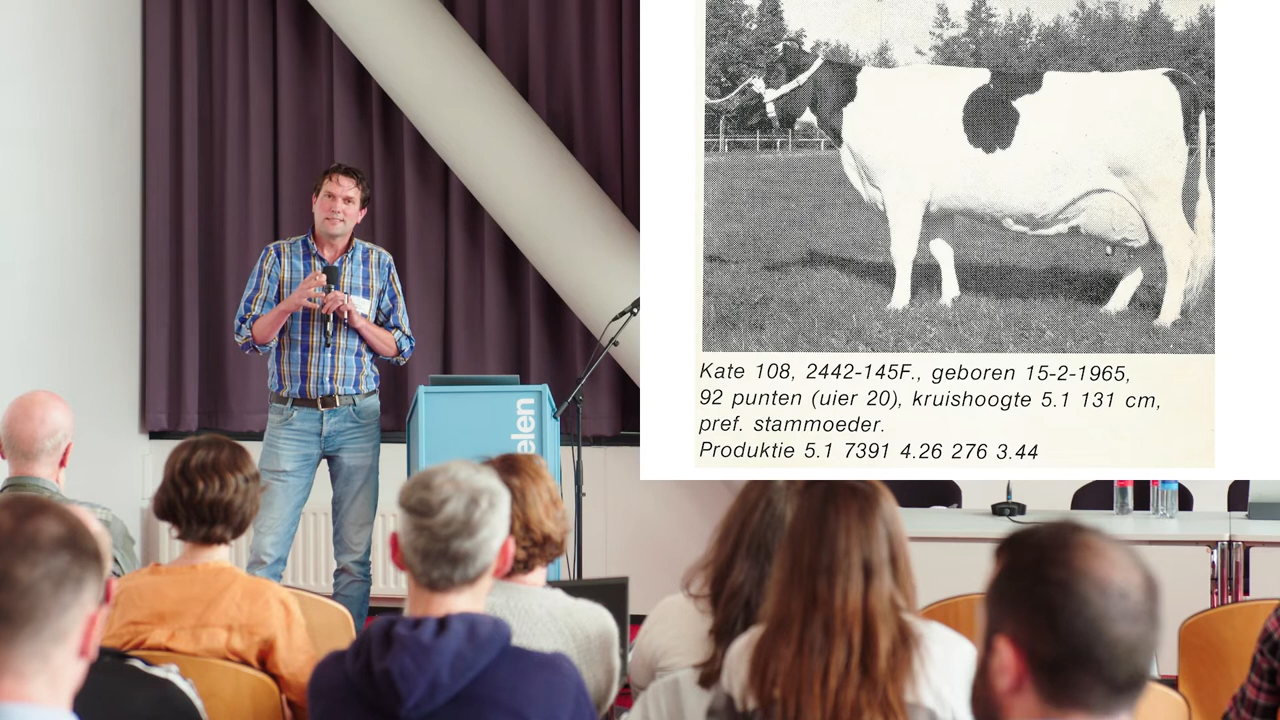 elen
Kate 108, 2442-145F., geboren 15-2-1965,
92 punten (uier 20), kruishoogte 5.1 131 cm,
pref. stammoeder.
Produktie 5.1 7391 4.26 276 3.44